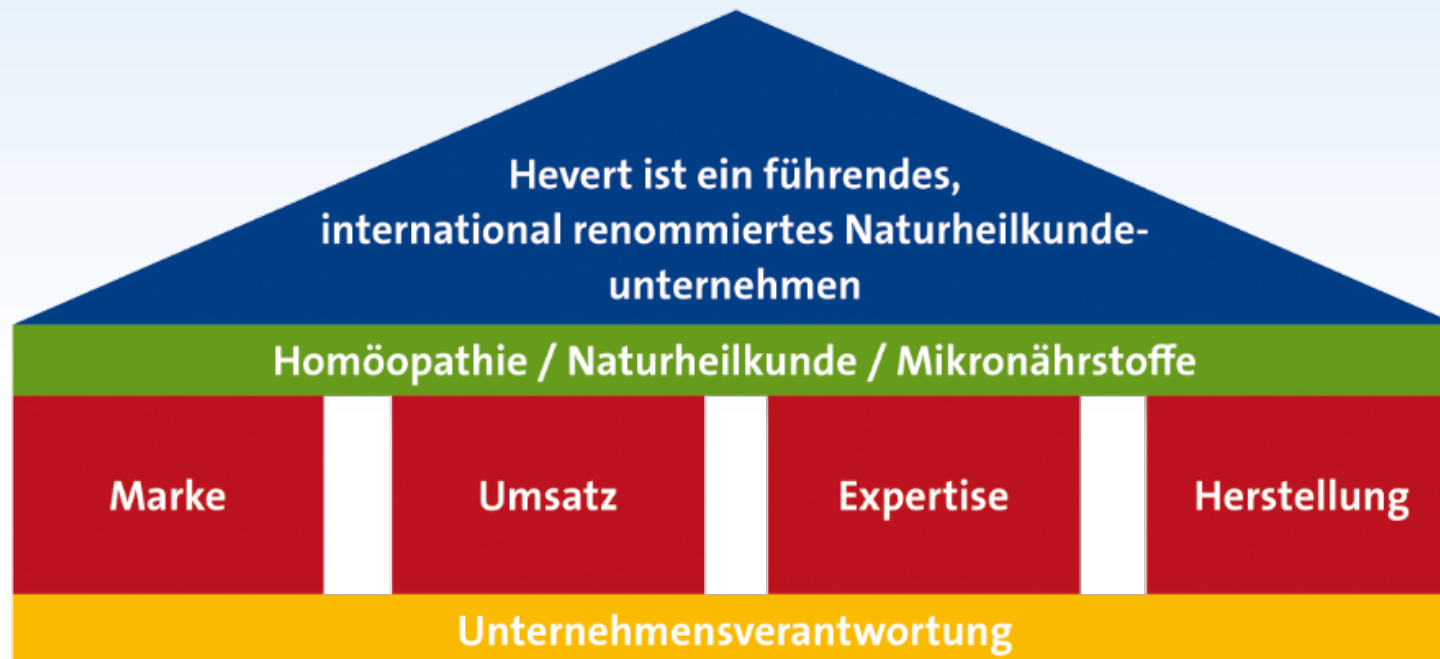 Hevert ist ein führendes,
international renommiertes Naturheilkunde-
unternehmen
Homöopathie / Naturheilkunde / Mikronährstoffe
Marke
Umsatz
Expertise
Herstellung
Unternehmensverantwortung